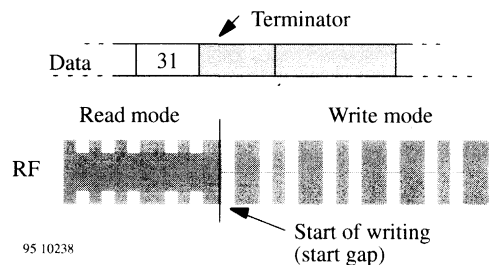 Terminator
Data
31
Read mode
Write mode
RF
Start of writing
(start gap)
95 10238